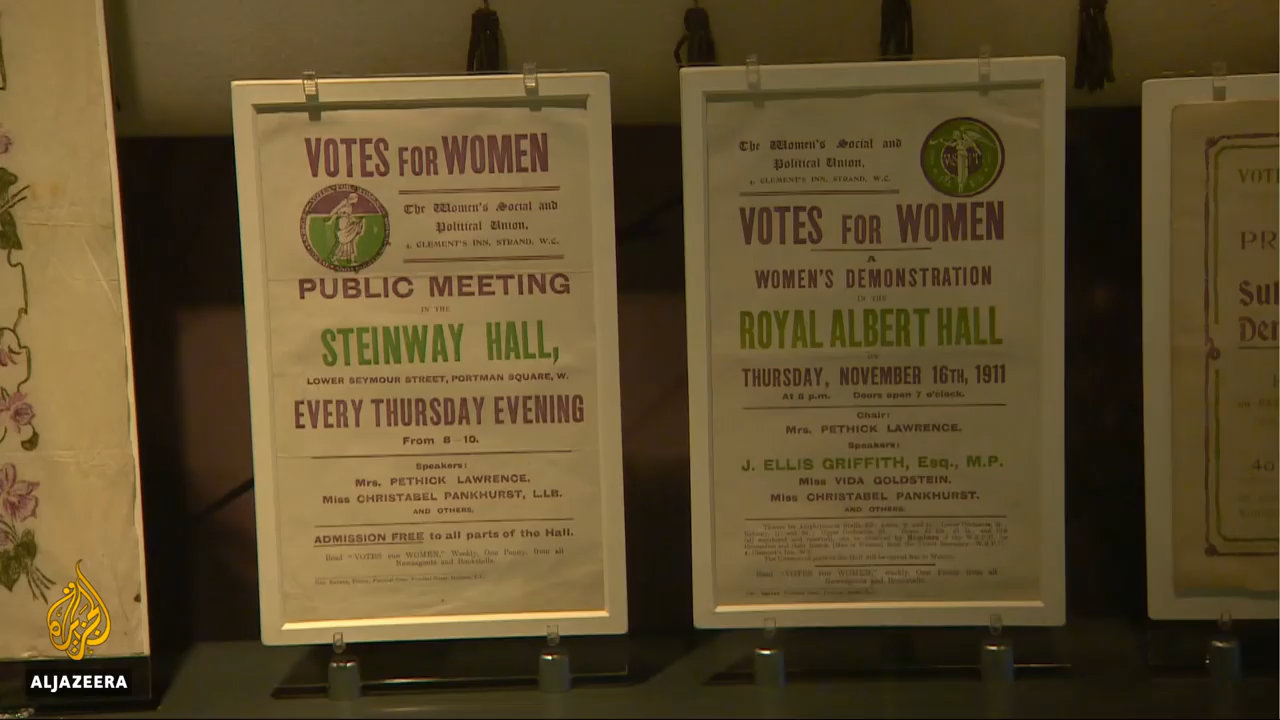 VOTES FOR WOMEN
The Women's Social and
Political Union,
4, CLEMENT'S INN, STRAND, W.C.
PUBLIC MEETING
IN THE
STEINWAY HALL,
LOWER SEYMOUR STREET, PORTMAN SQUARE, W.
EVERY THURSDAY EVENING
From 8—10.
Speakers:
Mrs. PETHICK LAWRENCE.
Miss CHRISTABEL PANKHURST, L.L.B.
AND OTHERS.
ADMISSION FREE to all parts of the Hall.
Read "VOTES FOR WOMEN," Weekly, One Penny, from all
Newsagents and Bookstalls.
The Women's Social and
Political Union,
4, CLEMENT'S INN, STRAND, W.C.
VOTES FOR WOMEN
A
WOMEN'S DEMONSTRATION
IN THE
ROYAL ALBERT HALL
ON
THURSDAY, NOVEMBER 16TH, 1911
At 8 p.m. Doors open 7 o'clock.
Chair:
Mrs. PETHICK LAWRENCE.
Speakers:
J. ELLIS GRIFFITH, Esq., M.P.
Miss VIDA GOLDSTEIN.
Miss CHRISTABEL PANKHURST.
AND OTHERS.
Read "VOTES FOR WOMEN," weekly, One Penny, from all
Newsagents and Bookstalls.
VOT
PR
Su
De
الجزيرة
ALJAZEERA